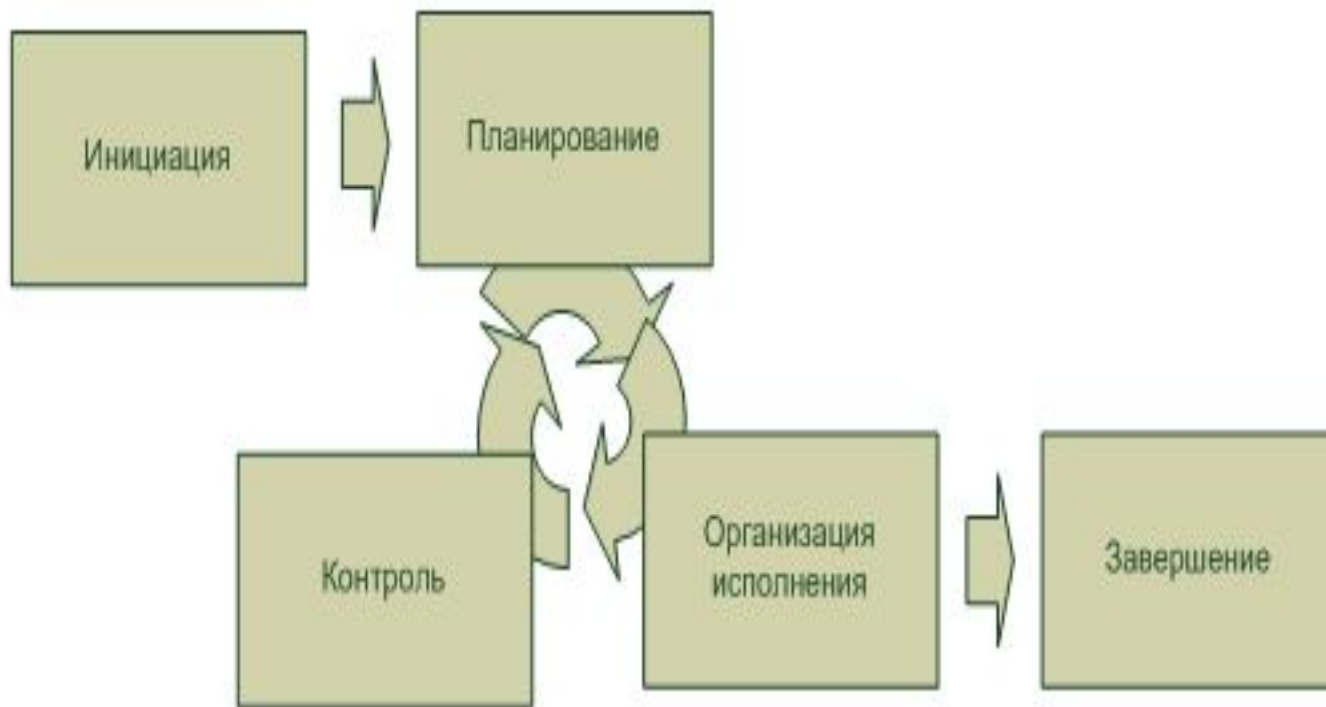 Инициация
Планирование
Контроль
Организация
исполнения
Завершение